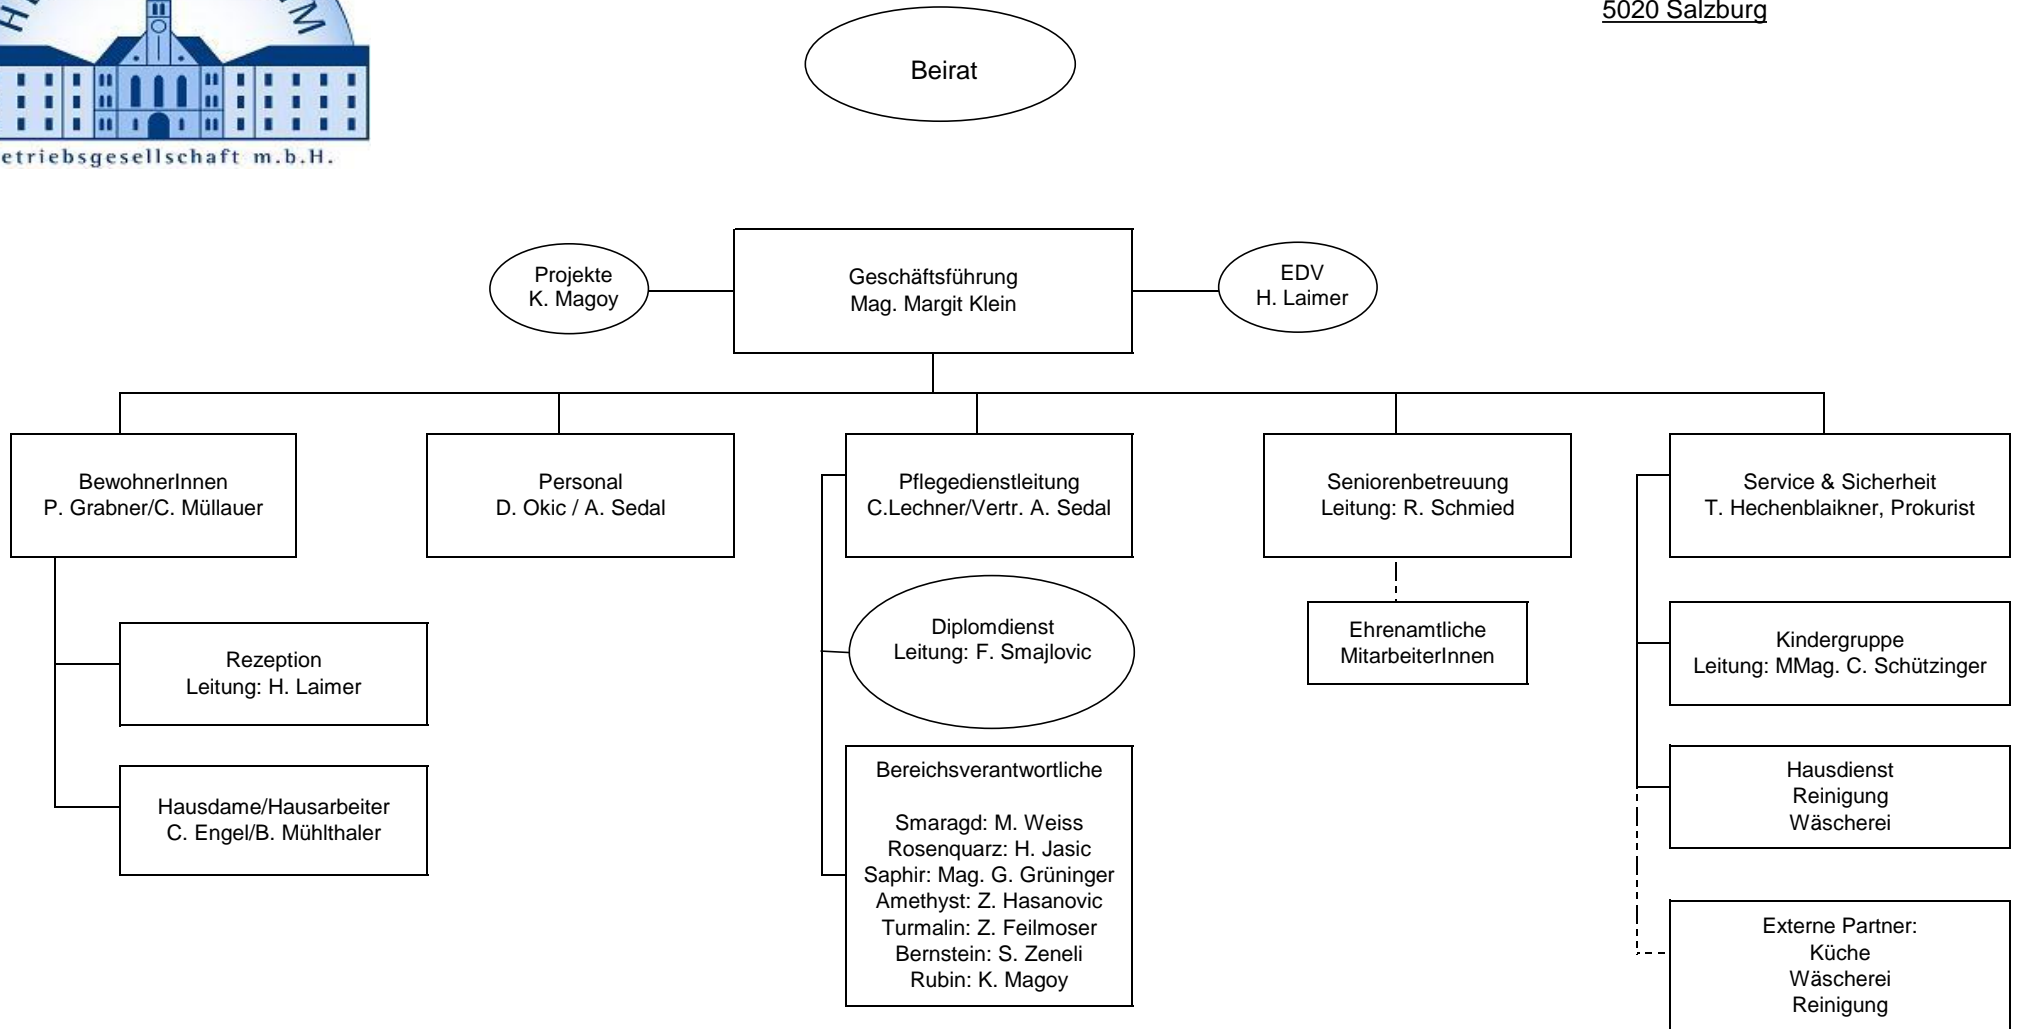 etriebsgesellschaft m.b.H.
5020 Salzburg
Beirat
Projekte
K. Magoy
Geschäftsführung
Mag. Margit Klein
EDV
H. Laimer
BewohnerInnen
P. Grabner/C. Müllauer
Personal
D. Okic / A. Sedal
Pflegedienstleitung
C.Lechner/Vertr. A. Sedal
Seniorenbetreuung
Leitung: R. Schmied
Service & Sicherheit
T. Hechenblaikner, Prokurist
Rezeption
Leitung: H. Laimer
Hausdame/Hausarbeiter
C. Engel/B. Mühlthaler
Diplomdienst
Leitung: F. Smajlovic
Bereichsverantwortliche
Smaragd: M. Weiss
Rosenquarz: H. Jasic
Saphir: Mag. G. Grüninger
Amethyst: Z. Hasanovic
Turmalin: Z. Feilmoser
Bernstein: S. Zeneli
Rubin: K. Magoy
Ehrenamtliche
MitarbeiterInnen
Kindergruppe
Leitung: MMag. C. Schützinger
Hausdienst
Reinigung
Wäscherei
Externe Partner:
Küche
Wäscherei
Reinigung